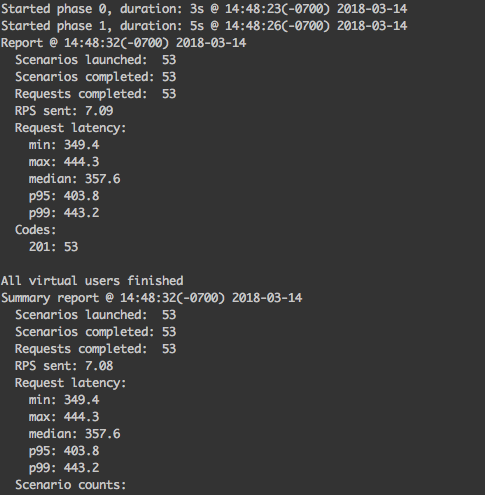 Started phase 0, duration: 3s @ 14:48:23(-0700) 2018-03-14
Started phase 1, duration: 5s @ 14:48:26(-0700) 2018-03-14
Report @ 14:48:32(-0700) 2018-03-14
Scenarios launched: 53
Scenarios completed: 53
Requests completed: 53
RPS sent: 7.09
Request latency:
min: 349.4
max: 444.3
median: 357.6
p95: 403.8
p99: 443.2
Codes:
201: 53
All virtual users finished
Summary report @ 14:48:32(-0700) 2018-03-14
Scenarios launched: 53
Scenarios completed: 53
Requests completed: 53
RPS sent: 7.08
Request latency:
min: 349.4
max: 444.3
median: 357.6
p95: 403.8
p99: 443.2
Scenario counts: